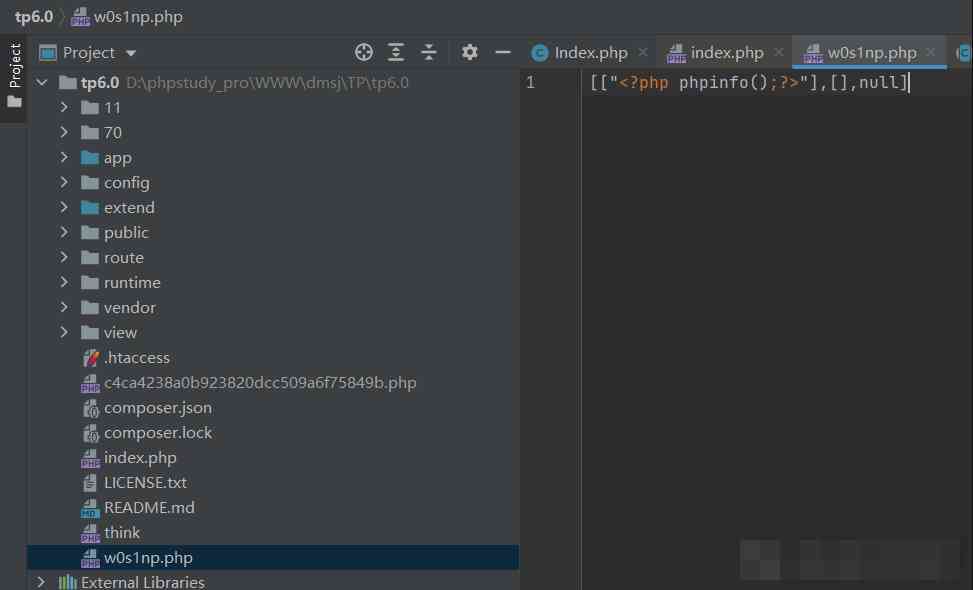 tp6.0 w0s1np.php
Project
Project
Index.php
index.php
w0s1np.php
tp6.0 D:\phpstudy_pro\WWW\dmsj\TP\tp6.0
1 [["<?php phpinfo();?>"],[],null]
11
70
app
config
extend
public
route
runtime
vendor
view
.htaccess
c4ca4238a0b923820dcc509a6f75849b.php
composer.json
composer.lock
index.php
LICENSE.txt
README.md
think
w0s1np.php
External Libraries